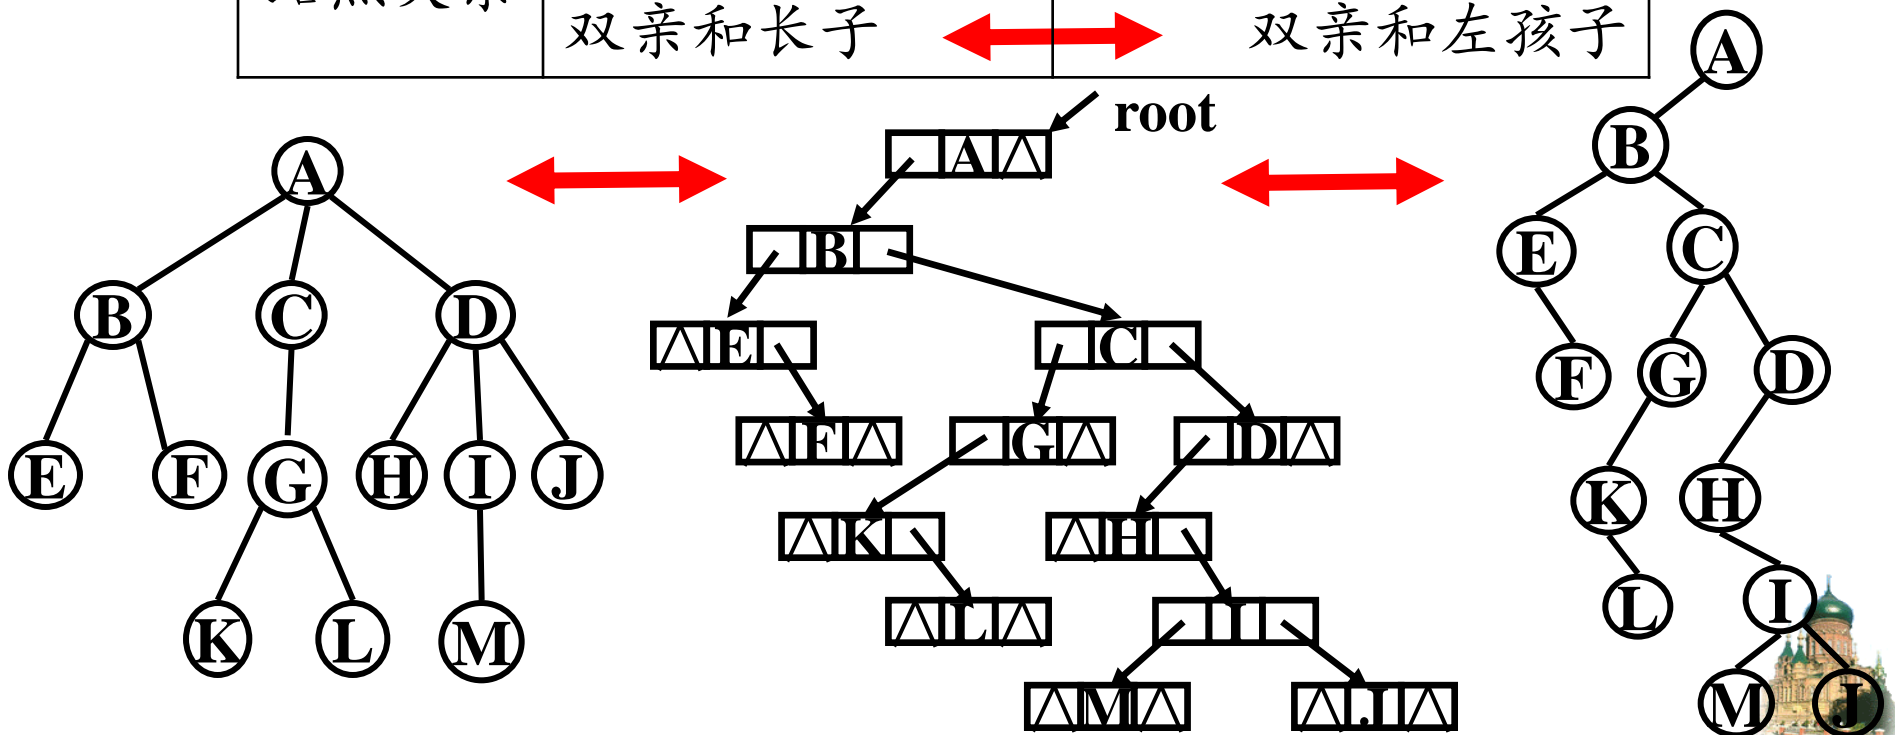 双亲和长子 双亲和左孩子
root
A
B C D
E F G H I J
K L M
∧ A ∧
B
∧ E C
∧ F ∧ G ∧ D ∧
∧ K ∧ H
∧ L ∧ I
∧ M ∧ ∧ J ∧
A
B
E C
F G D
K H
L I
M J